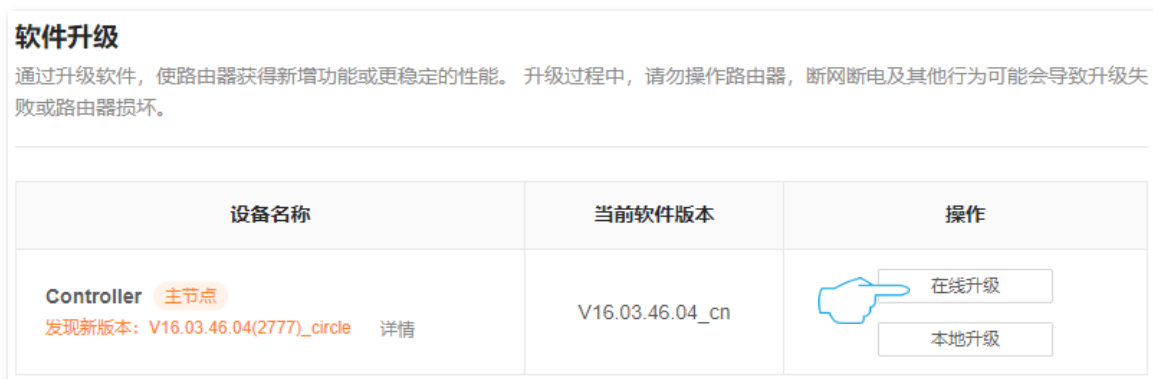 软件升级
通过升级软件，使路由器获得新增功能或更稳定的性能。 升级过程中，请勿操作路由器，断网断电及其他行为可能会导致升级失
败或路由器损坏。
设备名称 当前软件版本 操作
Controller 主节点
发现新版本：V16.03.46.04(2777)_circle 详情
V16.03.46.04_cn
在线升级
本地升级